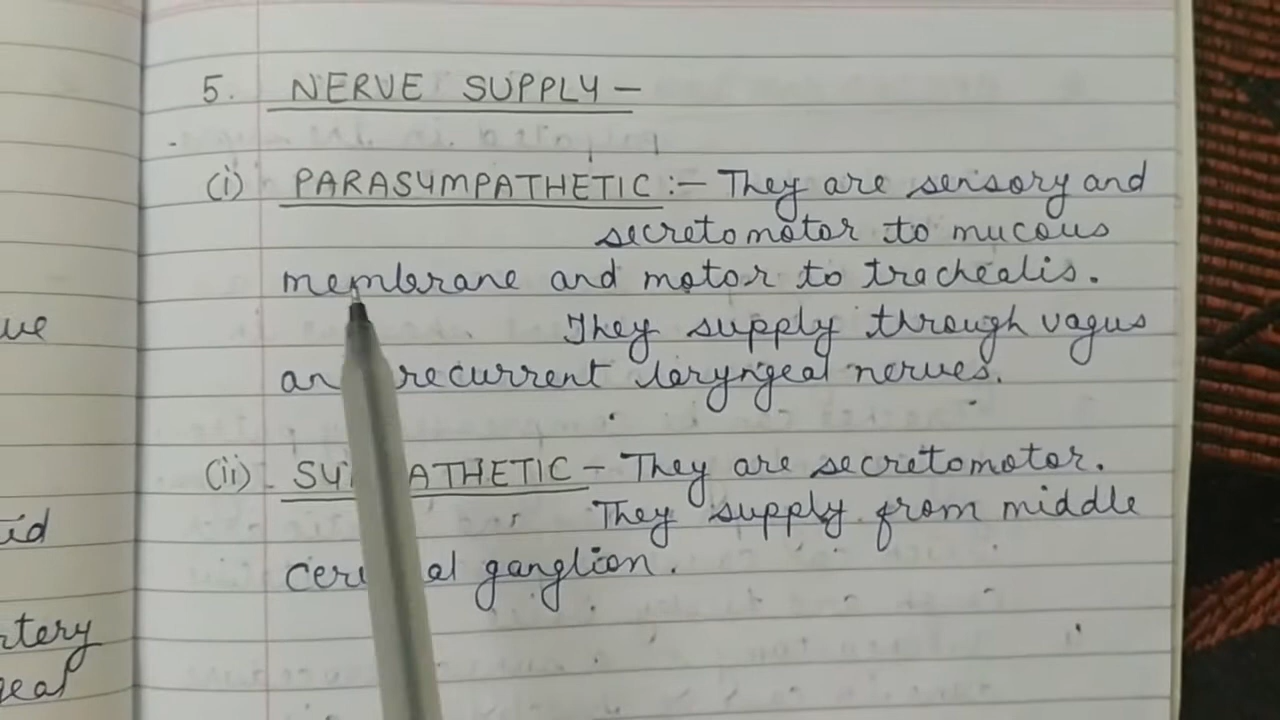 5. NERVE SUPPLY –
(i) PARASYMPATHETIC :– They are sensory and
secretomotor to mucous
membrane and motor to trachealis.
They supply through vagus
recurrent laryngeal nerves.
(ii) – They are secretomotor.
They supply from middle
ganglion.